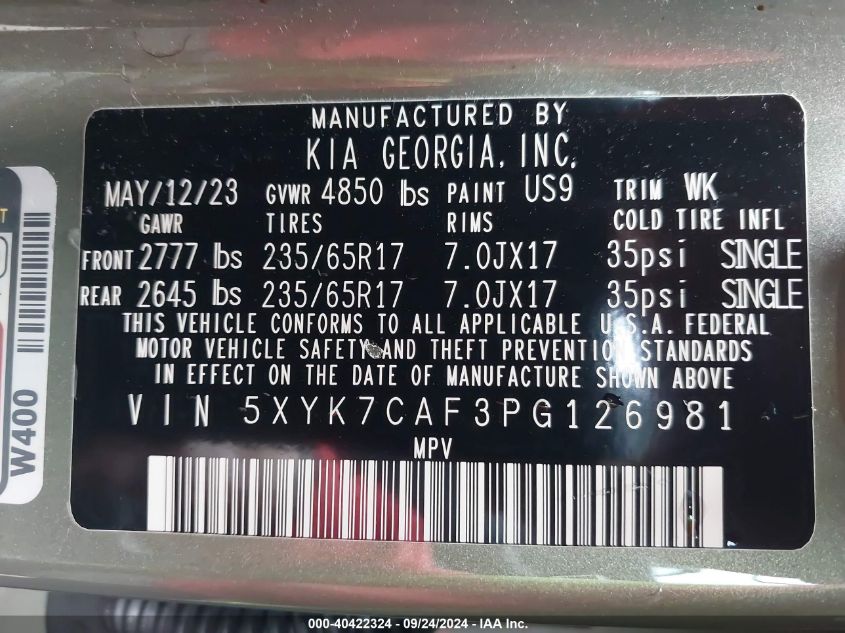 MANUFACTURED BY
KIA GEORGIA, INC.
MAY/12/23 GVWR 4850 lbs PAINT US9 TRIM WK
GAWR TIRES RIMS COLD TIRE INFL
FRONT 2777 lbs 235/65R17 7.0JX17 35psi SINGLE
REAR 2645 lbs 235/65R17 7.0JX17 35psi SINGLE
THIS VEHICLE CONFORMS TO ALL APPLICABLE U.S.A. FEDERAL
MOTOR VEHICLE SAFETY AND THEFT PREVENTION STANDARDS
IN EFFECT ON THE DATE OF MANUFACTURE SHOWN ABOVE
VIN 5XYK7CAF3PG126981
MPV
W400
000-40422324 - 09/24/2024 - IAA Inc.